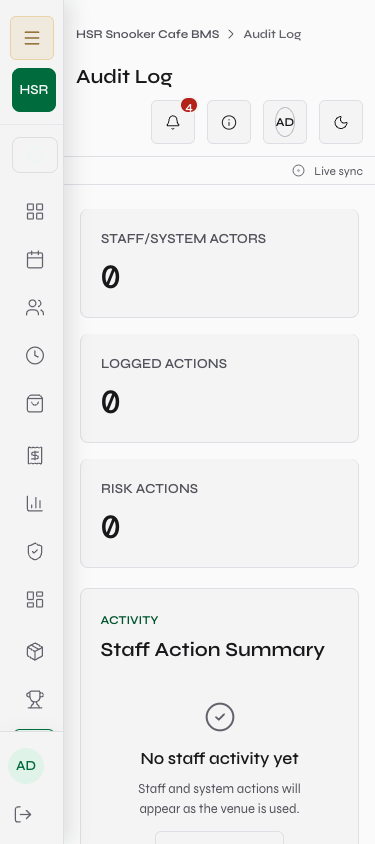 HSR
HSR Snooker Cafe BMS > Audit Log
Audit Log
4
AD
Live sync
STAFF/SYSTEM ACTORS
0
LOGGED ACTIONS
0
RISK ACTIONS
0
ACTIVITY
Staff Action Summary
No staff activity yet
Staff and system actions will
appear as the venue is used.
AD